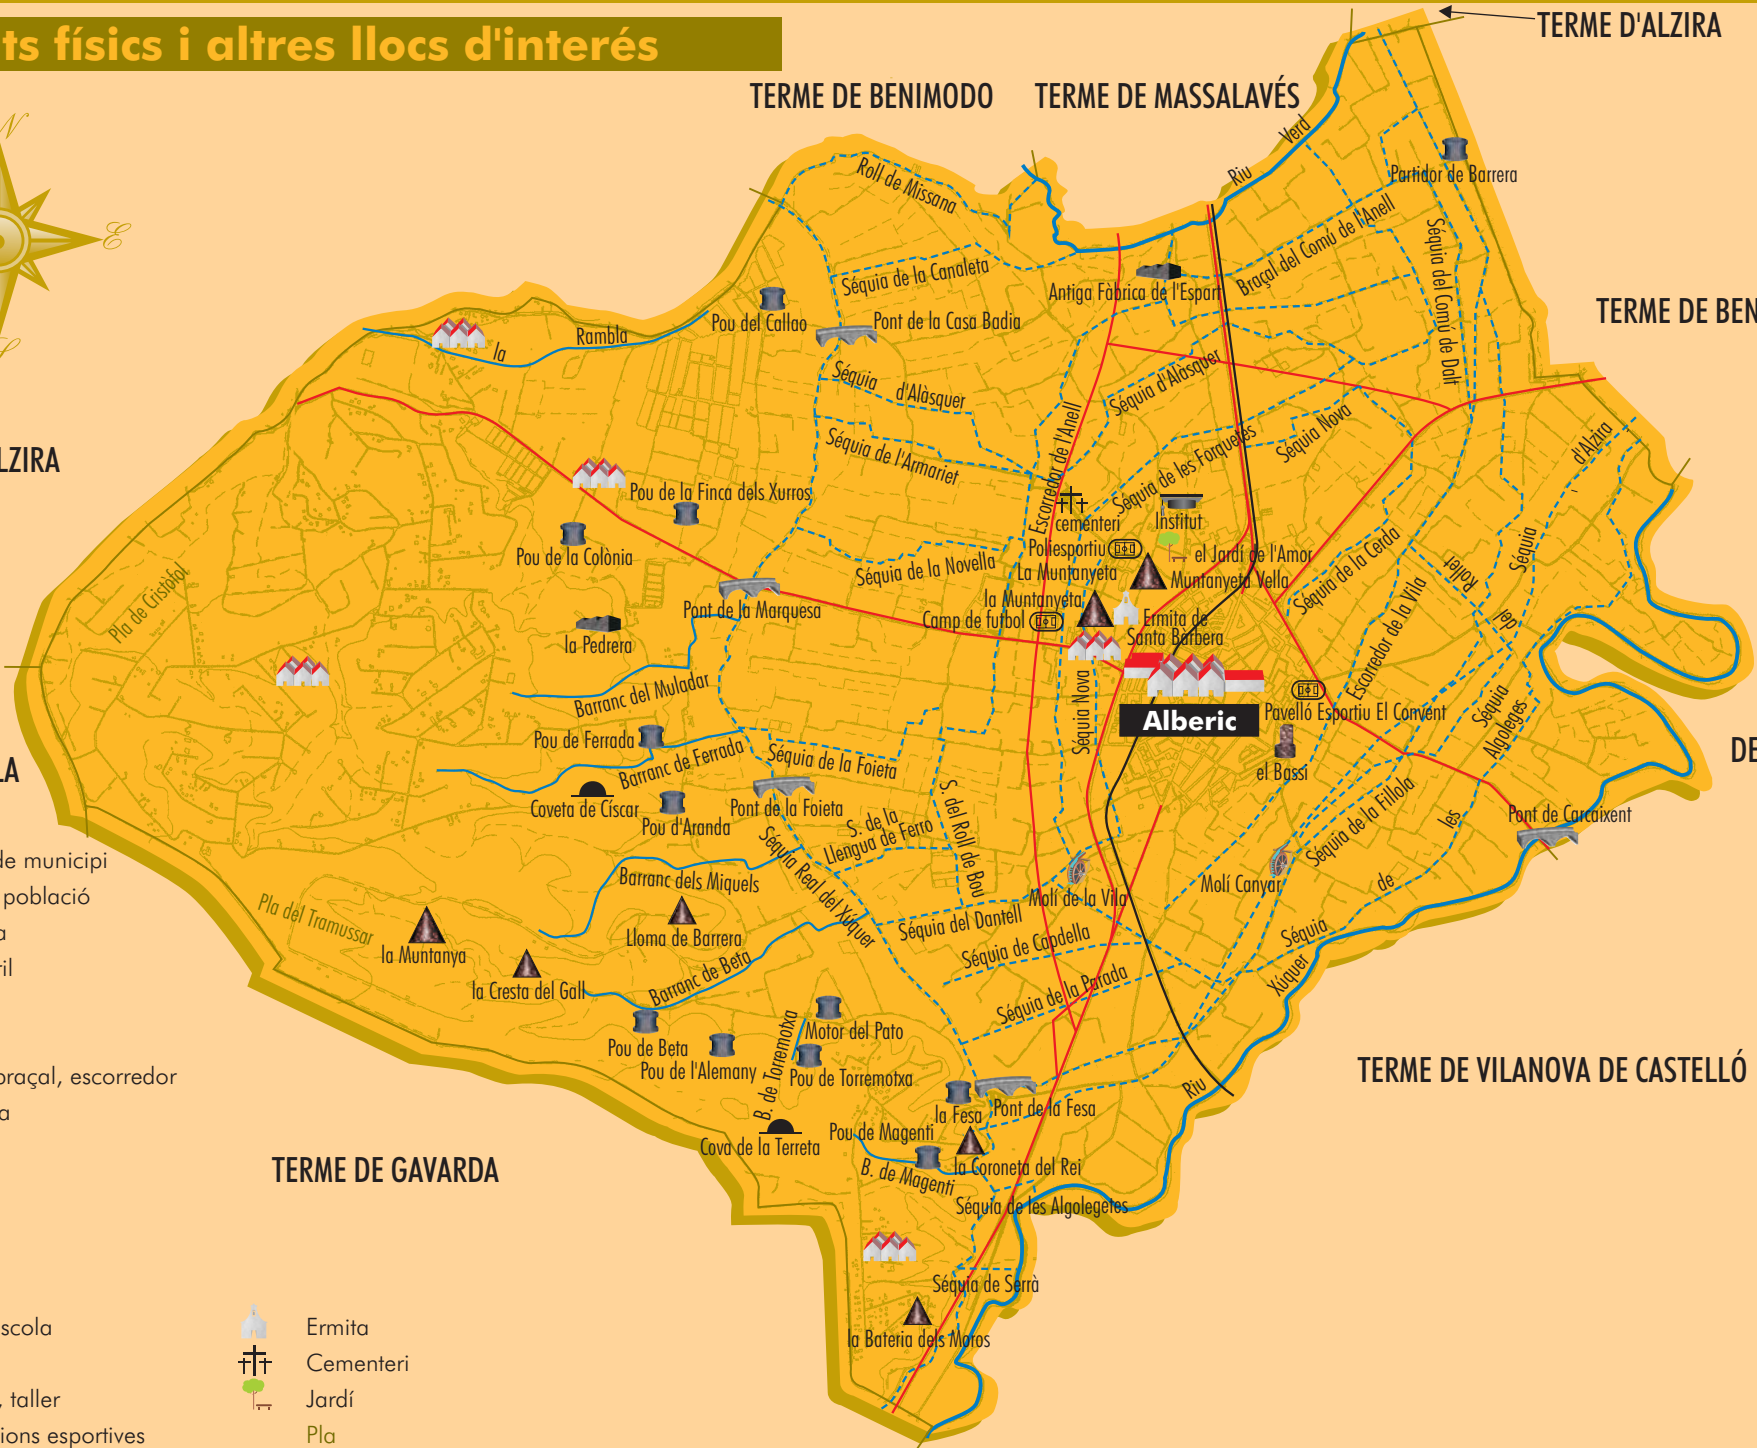 ts físics i altres llocs d'interés
TERME D'ALZIRA
TERME DE BENIMODO
TERME DE MASSALAVÉS
N
E
S
Riu Verd
Partidor de Barrera
Roll de Missana
Braçal del Comú de l'Anell
Séquia del Comú de Dalt
Séquia de la Canaleta
Antiga Fàbrica de l'Espart
TERME DE BEN
Pou del Callao
Pont de la Casa Badia
la Rambla
Séquia d'Alàsquer
Séquia d'Alàsquer
Escorredor de l'Anell
Séquia Nova
Séquia de les Forquetes
Séquia de l'Armariet
LZIRA
Séquia d'Alzira
Pou de la Finca dels Xurros
Pou de la Colònia
cementeri
Institut
Poliesportiu
el Jardí de l'Amor
La Muntanyeta
Muntanyeta Vella
Séquia de la Novella
Séquia de la Cerda
Rollet del
Pla de Cristòfol
Pont de la Marquesa
la Muntanyeta
Camp de futbol
Ermita de
Santa Bàrbera
Escorredor de la Vila
la Pedrera
Barranc del Muladar
Séquia Nova
Alberic
Pavelló Esportiu El Convent
Séquia
Algoleges
Pou de Ferrada
Barranc de Ferrada
Séquia de la Foieta
el Bassi
LA
DE
Coveta de Císcar
Pou d'Aranda
Pont de la Foieta
S. de la
Llengua de Ferro
S. del Roll de Bou
Séquia de la Fillola
les
Pont de Carcaixent
de municipi
població
a
ril
Barranc dels Miquels
Séquia Real del Xúquer
Molí de la Vila
Molí Canyar
de
Pla del Tramussar
la Muntanya
Lloma de Barrera
Séquia del Dantell
Séquia de Capdella
Séquia
la Cresta del Gall
Barranc de Beta
Séquia de la Parada
Xúquer
Pou de Beta
Pou de l'Alemany
B. de Torremotxa
Motor del Pato
Pou de Torremotxa
TERME DE VILANOVA DE CASTELLÓ
braçal, escorredor
a
Riu
la Fesa
Pont de la Fesa
Cova de la Terreta
Pou de Magenti
TERME DE GAVARDA
B. de Magenti
la Coroneta del Rei
Séquia de les Algolegetes
Séquia de Serrà
la Bateria dels Moros
scola
Ermita
Cementeri
, taller
Jardí
ions esportives
Pla